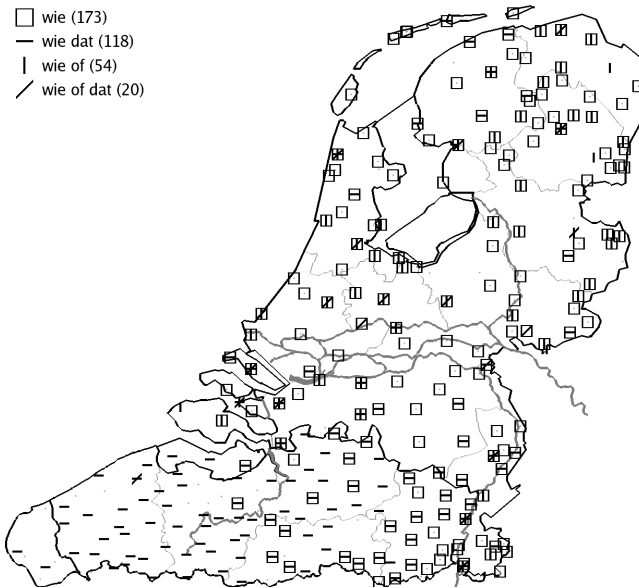 wie (173)
wie dat (118)
wie of (54)
wie of dat (20)